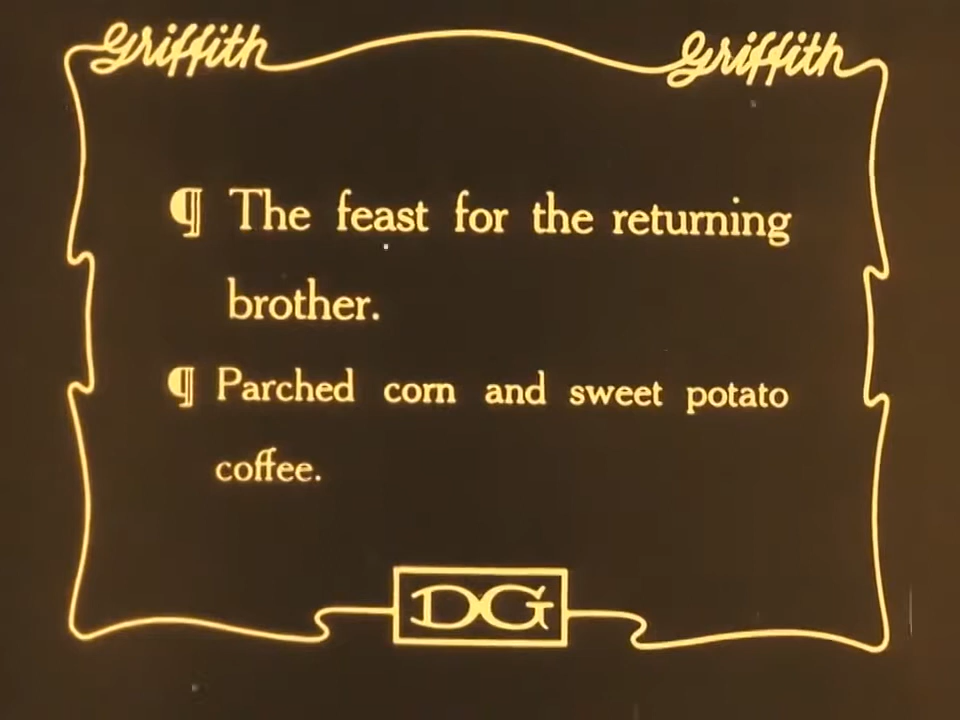 Griffith Griffith
¶ The feast for the returning
brother.
¶ Parched corn and sweet potato
coffee.
DG